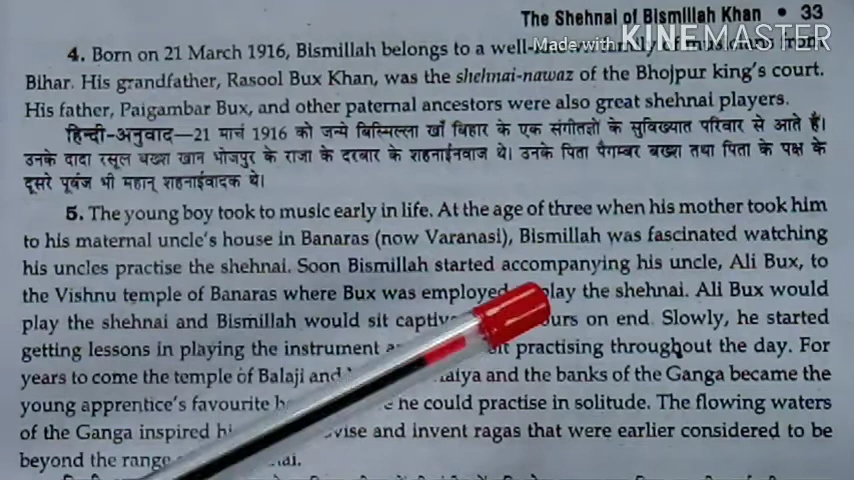 The Shehnai of Bismillah Khan • 33
Made with KINEMASTER
4. Born on 21 March 1916, Bismillah belongs to a well- of from
Bihar. His grandfather, Rasool Bux Khan, was the shehnai-nawaz of the Bhojpur king's court.
His father, Paigambar Bux, and other paternal ancestors were also great shehnai players.
हिन्दी-अनुवाद—21 मार्च 1916 को जन्मे बिस्मिल्ला खाँ बिहार के एक संगीतज्ञों के सुविख्यात परिवार से आते हैं।
उनके दादा रसूल बख्श खान भोजपुर के राजा के दरबार के शहनाईनवाज थे। उनके पिता पैगम्बर बख्श तथा पिता के पक्ष के
दूसरे पूर्वज भी महान् शहनाईवादक थे।
5. The young boy took to music early in life. At the age of three when his mother took him
to his maternal uncle's house in Banaras (now Varanasi), Bismillah was fascinated watching
his uncles practise the shehnai. Soon Bismillah started accompanying his uncle, Ali Bux, to
the Vishnu temple of Banaras where Bux was employed play the shehnai. Ali Bux would
play the shehnai and Bismillah would sit on end. Slowly, he started
getting lessons in playing the instrument practising throughout the day. For
years to come the temple of Balaji and and the banks of the Ganga became the
young apprentice's favourite he could practise in solitude. The flowing waters
of the Ganga inspired and invent ragas that were earlier considered to be
beyond the range